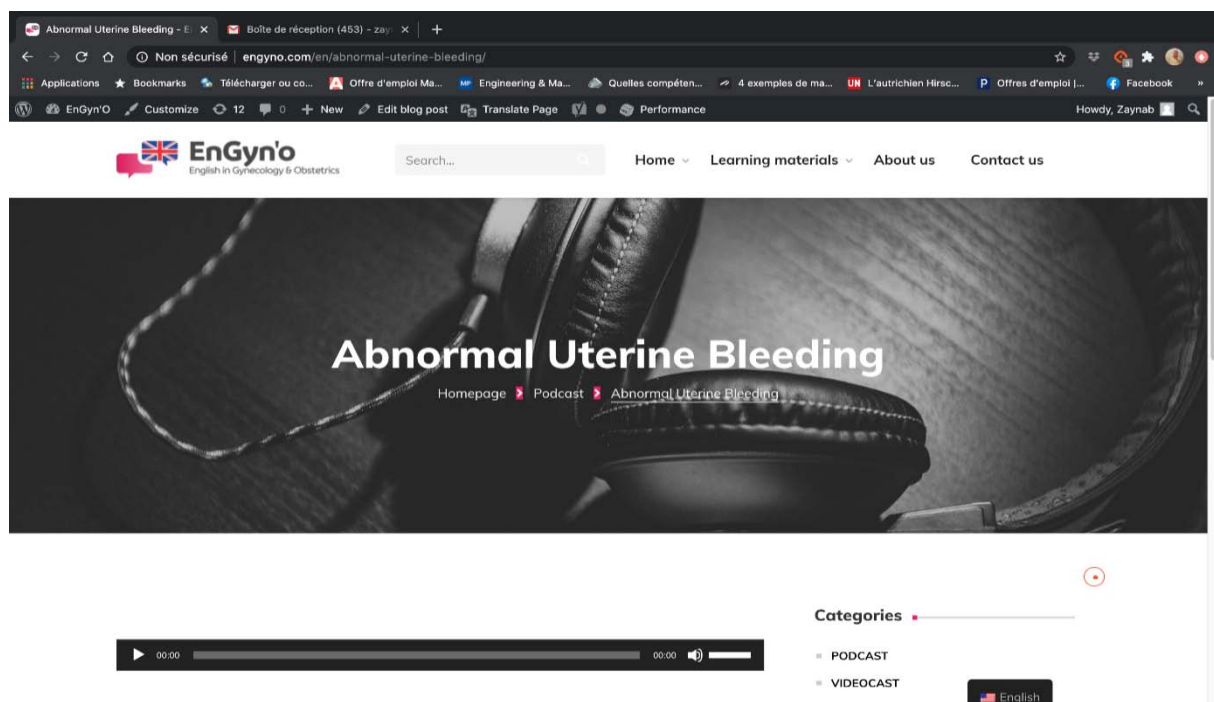 Abnormal Uterine Bleeding - E
Boîte de réception (453) - zay
Non sécurisé | engyno.com/en/abnormal-uterine-bleeding/
Applications Bookmarks Télécharger ou co... Offre d'emploi Ma... MP Engineering & Ma... Quelles compéten... 4 exemples de ma... UN L'autrichien Hirsc... P Offres d'emploi |... Facebook »
EnGyn'O Customize 12 0 + New Edit blog post Translate Page Performance Howdy, Zaynab
EnGyn'o
English in Gynecology & Obstetrics
Search...
Home Learning materials About us Contact us
Abnormal Uterine Bleeding
Homepage Podcast Abnormal Uterine Bleeding
Categories
00:00 00:00
PODCAST
VIDEOCAST
English